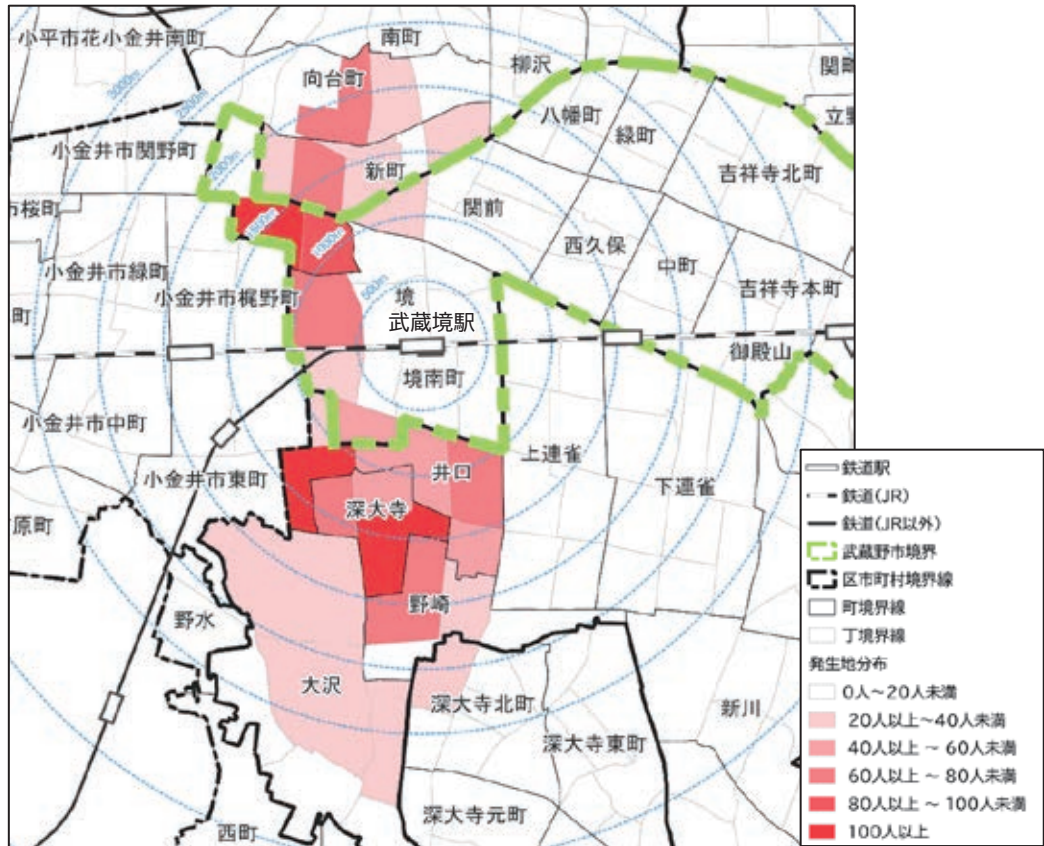 小平市花小金井南町
南町
柳沢
関町
向台町
3000m
2500m
八幡町
立野
緑町
小金井市関野町
2000m
新町
吉祥寺北町
市桜町
関前
1500m
1000m
西久保
中町
小金井市緑町
小金井市梶野町
500m
境
吉祥寺本町
町
武蔵境駅
御殿山
境南町
小金井市中町
上連雀
井口
小金井市東町
下連雀
深大寺
原町
野崎
野水
大沢
深大寺北町
新川
深大寺東町
深大寺元町
西町
鉄道駅
鉄道(JR)
鉄道(JR以外)
武蔵野市境界
区市町村境界線
町境界線
丁境界線
発生地分布
0人~20人未満
20人以上~40人未満
40人以上 ~ 60人未満
60人以上 ~ 80人未満
80人以上 ~ 100人未満
100人以上